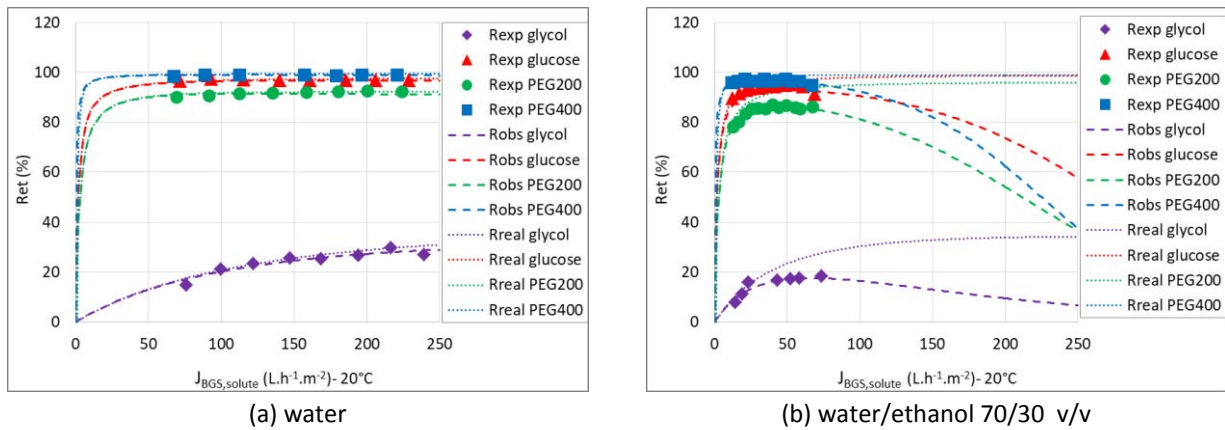 120
100
80
60
40
20
0
Ret (%)
0 50 100 150 200 250
J_BGS,solute (L.h⁻¹.m⁻²)- 20°C
Rexp glycol
Rexp glucose
Rexp PEG200
Rexp PEG400
Robs glycol
Robs glucose
Robs PEG200
Robs PEG400
Rreal glycol
Rreal glucose
Rreal PEG200
Rreal PEG400
(a) water
120
100
80
60
40
20
0
Ret (%)
0 50 100 150 200 250
J_BGS,solute (L.h⁻¹.m⁻²)- 20°C
Rexp glycol
Rexp glucose
Rexp PEG200
Rexp PEG400
Robs glycol
Robs glucose
Robs PEG200
Robs PEG400
Rreal glycol
Rreal glucose
Rreal PEG200
Rreal PEG400
(b) water/ethanol 70/30 v/v